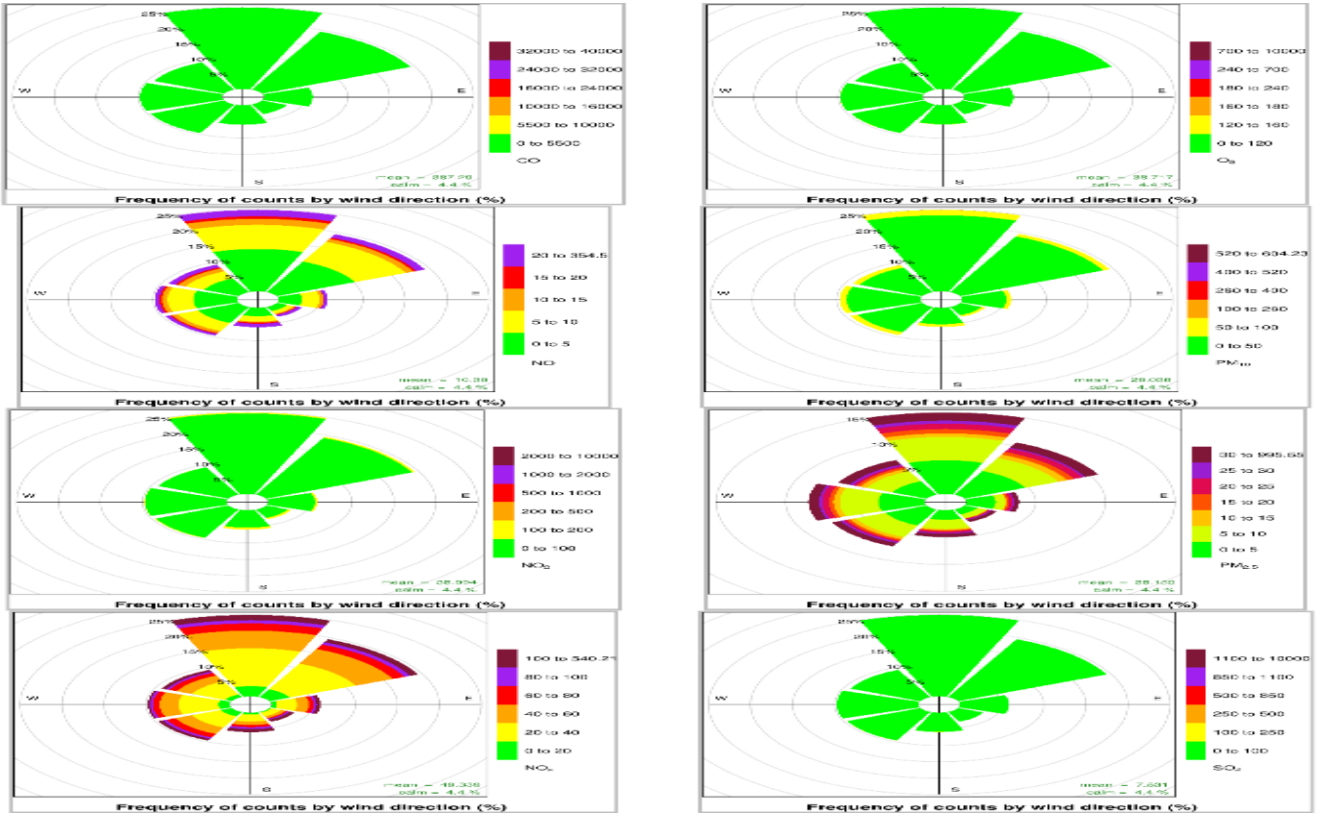 25%
20%
15%
10%
5%
W
E
S
32000 to 40000
24000 to 32000
16000 to 24000
10000 to 16000
5500 to 10000
0 to 5500
CO
calm = 4.4 %
Frequency of counts by wind direction (%)
25%
20%
15%
10%
5%
W
E
S
700 to 10000
240 to 700
180 to 240
160 to 180
120 to 160
0 to 120
O₃
calm = 4.4 %
Frequency of counts by wind direction (%)
25%
20%
15%
10%
5%
W
E
S
20 to 354.5
15 to 20
10 to 15
5 to 10
0 to 5
NO
calm = 4.4 %
Frequency of counts by wind direction (%)
25%
20%
15%
10%
5%
W
E
S
520 to 604.23
400 to 520
50 to 100
0 to 50
PM₁₀
calm = 4.4 %
Frequency of counts by wind direction (%)
25%
20%
15%
10%
5%
W
E
S
2000 to 10000
1000 to 2000
500 to 1000
200 to 500
100 to 200
0 to 100
NO₂
calm = 4.4 %
Frequency of counts by wind direction (%)
15%
10%
5%
W
E
S
30 to 995.55
25 to 30
20 to 25
15 to 20
10 to 15
5 to 10
0 to 5
PM₂.₅
calm = 4.4 %
Frequency of counts by wind direction (%)
25%
20%
15%
10%
5%
W
E
S
100 to 540.21
80 to 100
60 to 80
40 to 60
20 to 40
0 to 20
calm = 4.4 %
Frequency of counts by wind direction (%)
25%
20%
15%
10%
5%
W
E
S
1100 to 10000
850 to 1100
500 to 850
250 to 500
100 to 250
0 to 100
SO₂
mean = 7.631
calm = 4.4 %
Frequency of counts by wind direction (%)